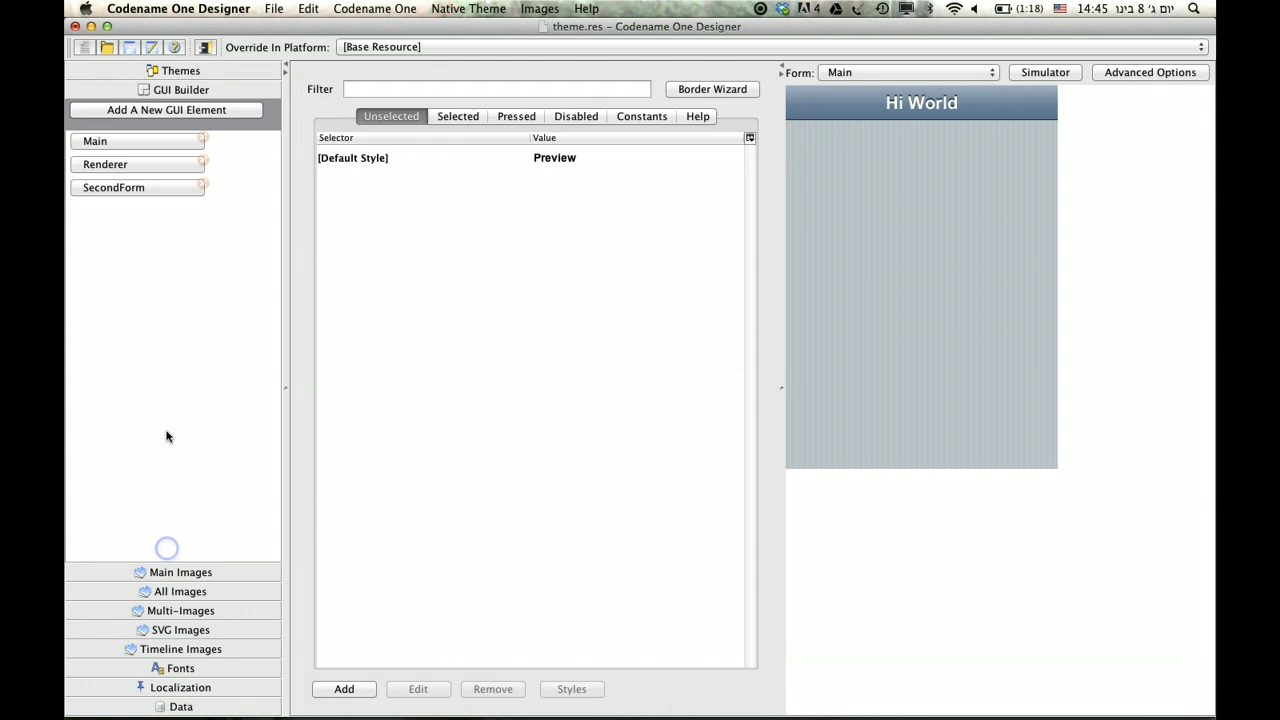 Codename One Designer File Edit Codename One Native Theme Images Help 4 (1:18) 14:45 יום ג׳ 8 בינו
theme.res - Codename One Designer
Override In Platform: [Base Resource]
Themes
GUI Builder
Add A New GUI Element
Main
Renderer
SecondForm
Main Images
All Images
Multi-Images
SVG Images
Timeline Images
Fonts
Localization
Data
Filter Border Wizard
Unselected Selected Pressed Disabled Constants Help
Selector Value
[Default Style] Preview
Add Edit Remove Styles
Form: Main Simulator Advanced Options
Hi World